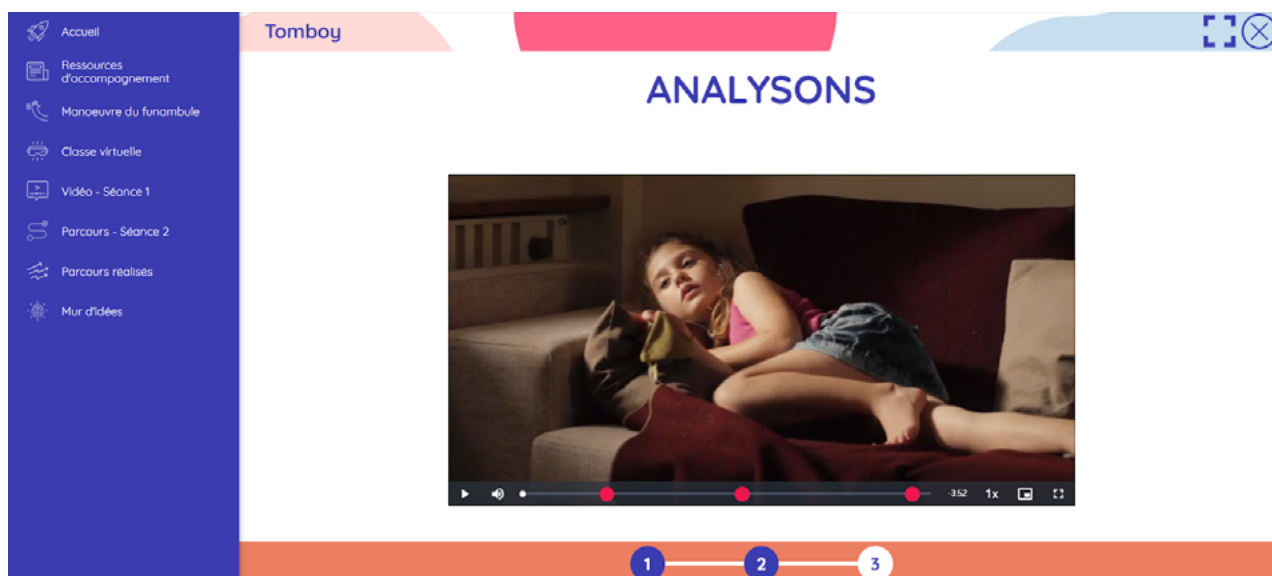 Accueil
Ressources
d'accompagnement
Manoeuvre du funambule
Classe virtuelle
Vidéo - Séance 1
Parcours - Séance 2
Parcours réalisés
Mur d'idées
Tomboy
ANALYSONS
-3:52 1x
1 2 3